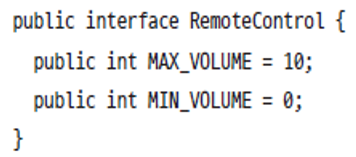 public interface RemoteControl {
  public int MAX_VOLUME = 10;
  public int MIN_VOLUME = 0;
}